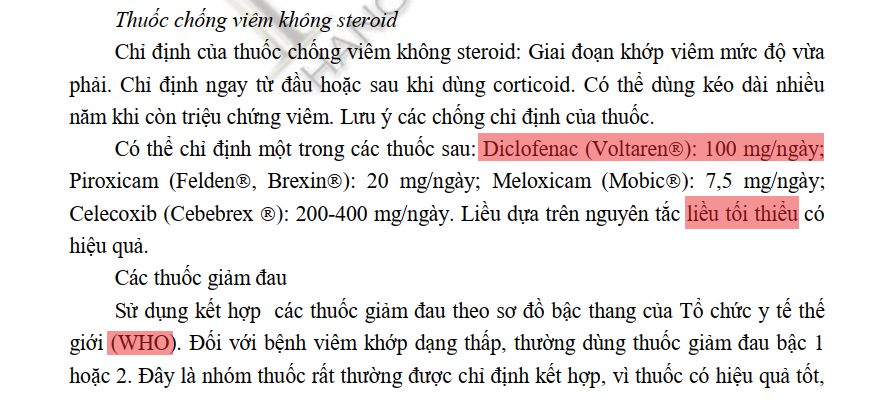 Thuốc chống viêm không steroid
Chỉ định của thuốc chống viêm không steroid: Giai đoạn khớp viêm mức độ vừa
phải. Chỉ định ngay từ đầu hoặc sau khi dùng corticoid. Có thể dùng kéo dài nhiều
năm khi còn triệu chứng viêm. Lưu ý các chống chỉ định của thuốc.
Có thể chỉ định một trong các thuốc sau: Diclofenac (Voltaren®): 100 mg/ngày;
Piroxicam (Felden®, Brexin®): 20 mg/ngày; Meloxicam (Mobic®): 7,5 mg/ngày;
Celecoxib (Cebebrex ®): 200-400 mg/ngày. Liều dựa trên nguyên tắc liều tối thiểu có
hiệu quả.
Các thuốc giảm đau
Sử dụng kết hợp  các thuốc giảm đau theo sơ đồ bậc thang của Tổ chức y tế thế
giới (WHO). Đối với bệnh viêm khớp dạng thấp, thường dùng thuốc giảm đau bậc 1
hoặc 2. Đây là nhóm thuốc rất thường được chỉ định kết hợp, vì thuốc có hiệu quả tốt,